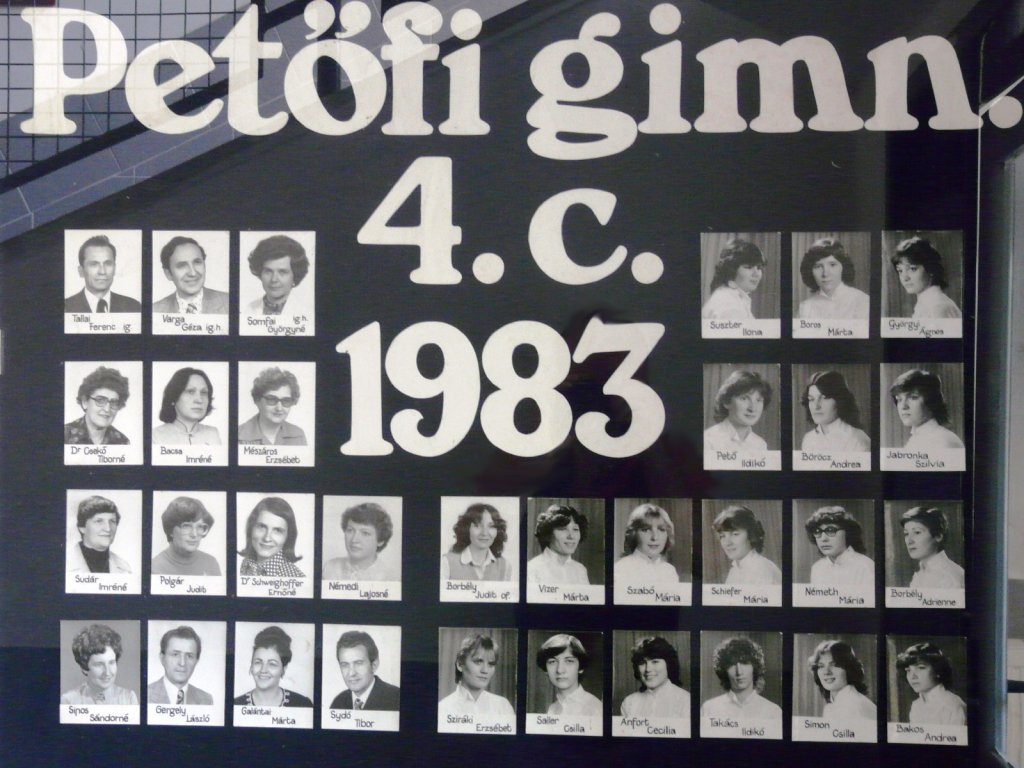 Petőfi gimn.
4. c.
1983
Tallai
Ferenc ig
Varga
Géza ig.h.
Somfai ig.h.
Györgyné
Suszter
Ilona
Boros
Márta
Györgyi
Ágnes
Dr Csekő
Tiborné
Bacsa
Imréné
Mészáros
Erzsébet
Pető
Ildikó
Böröcz
Andrea
Jabronka
Szilvia
Sudár
Imréné
Polgár
Judit
Dr Schweighoffer
Ernőné
Némedi
Lajosné
Borbély
Judit of.
Vizer
Márta
Szabó
Mária
Schiefer
Mária
Németh
Mária
Borbély
Adrienne
Sipos
Sándorné
Gergely
László
Galántai
Márta
Sydó
Tibor
Sziráki
Erzsébet
Sailer
Csilla
Anfort
Cecília
Takács
Ildikó
Simon
Csilla
Bakos
Andrea